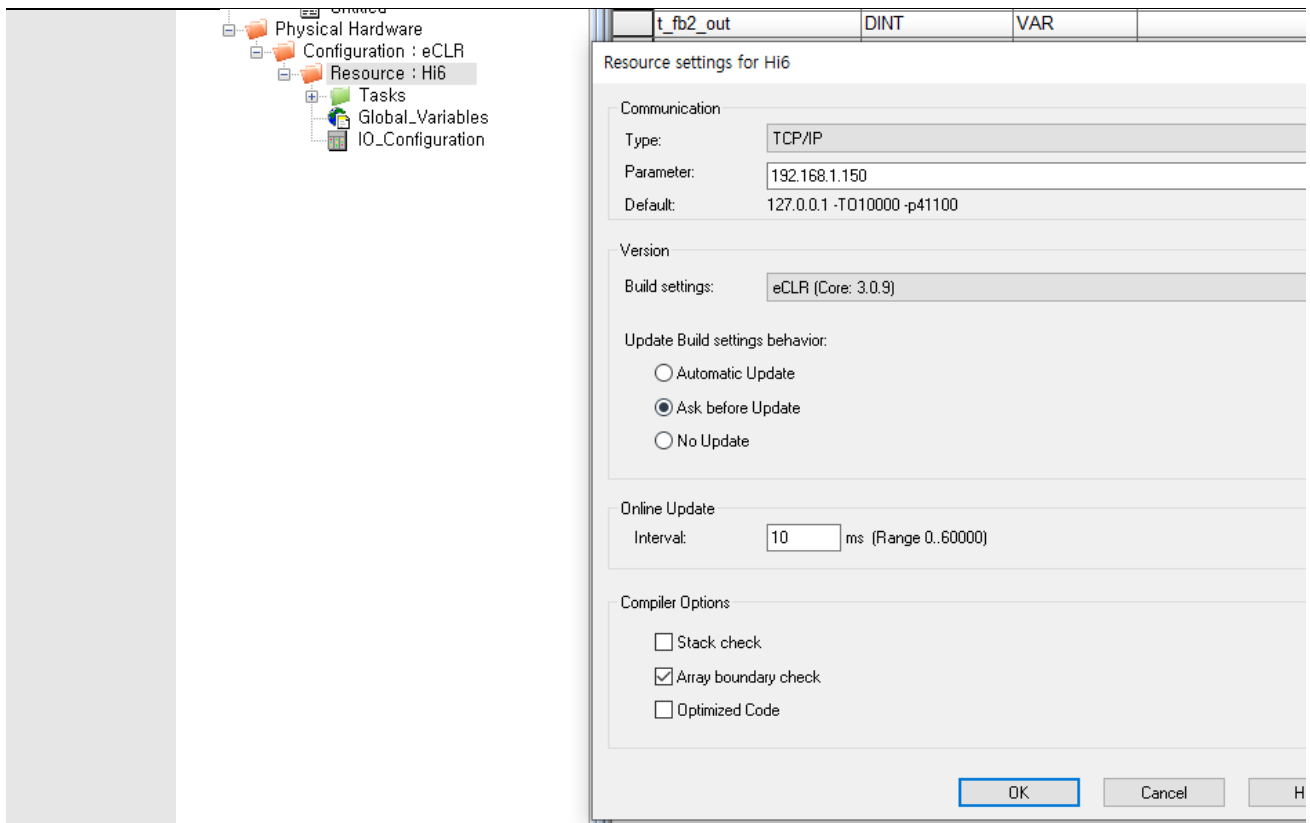 Untitled
Physical Hardware
Configuration : eCLR
Resource : Hi6
Tasks
Global_Variables
IO_Configuration
t_fb2_out DINT VAR
Resource settings for Hi6
Communication
Type: TCP/IP
Parameter: 192.168.1.150
Default: 127.0.0.1 -TO10000 -p41100
Version
Build settings: eCLR (Core: 3.0.9)
Update Build settings behavior:
Automatic Update
Ask before Update
No Update
Online Update
Interval: 10 ms (Range 0..60000)
Compiler Options
Stack check
Array boundary check
Optimized Code
OK Cancel H